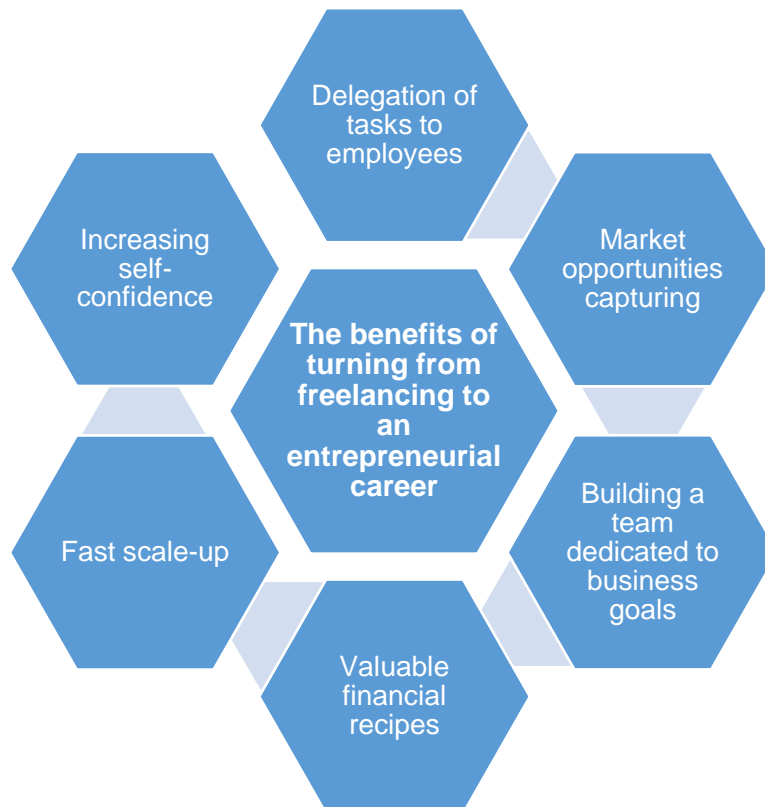 Delegation of
tasks to
employees
Market
opportunities
capturing
Building a
team
dedicated to
business
goals
Valuable
financial
recipes
Fast scale-up
Increasing
self-
confidence
The benefits of
turning from
freelancing to
an
entrepreneurial
career